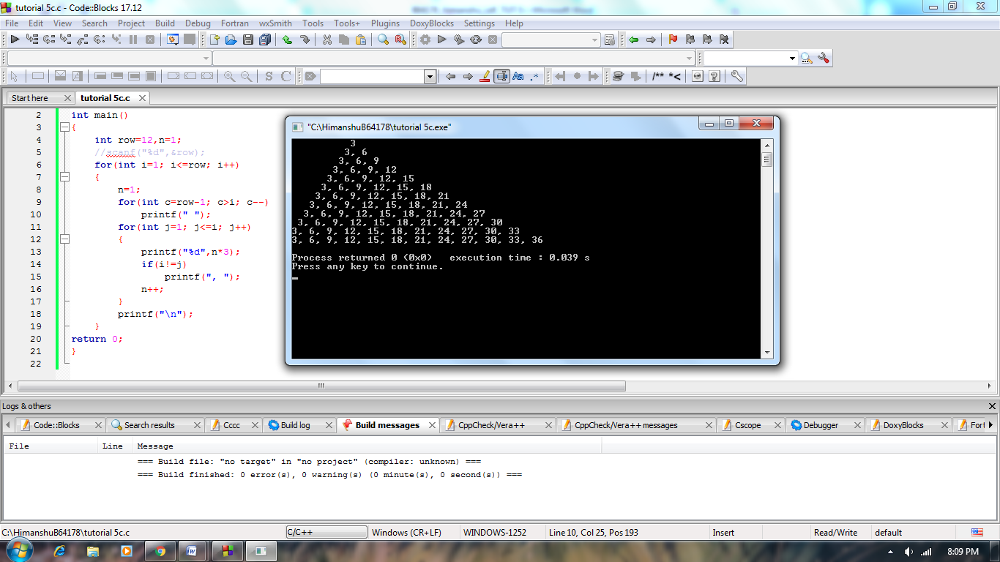 tutorial 5c.c - Code::Blocks 17.12
File Edit View Search Project Build Debug Fortran wxSmith Tools Tools+ Plugins DoxyBlocks Settings Help
S C Aa .* /** *<
Start here tutorial 5c.c
2 int main()
3 {
4 int row=12,n=1;
5 //scanf("%d",&row);
6 for(int i=1; i<=row; i++)
7 {
8 n=1;
9 for(int c=row-1; c>i; c--)
10 printf(" ");
11 for(int j=1; j<=i; j++)
12 {
13 printf("%d",n*3);
14 if(i!=j)
15 printf(", ");
16 n++;
17 }
18 printf("\n");
19 }
20 return 0;
21 }
22
"C:\HimanshuB64178\tutorial 5c.exe"
3
3, 6
3, 6, 9
3, 6, 9, 12
3, 6, 9, 12, 15
3, 6, 9, 12, 15, 18
3, 6, 9, 12, 15, 18, 21
3, 6, 9, 12, 15, 18, 21, 24
3, 6, 9, 12, 15, 18, 21, 24, 27
3, 6, 9, 12, 15, 18, 21, 24, 27, 30
3, 6, 9, 12, 15, 18, 21, 24, 27, 30, 33
3, 6, 9, 12, 15, 18, 21, 24, 27, 30, 33, 36
Process returned 0 (0x0) execution time : 0.039 s
Press any key to continue.
Logs & others
Code::Blocks Search results Cccc Build log Build messages CppCheck/Vera++ CppCheck/Vera++ messages Cscope Debugger DoxyBlocks Fort
File Line Message
=== Build file: "no target" in "no project" (compiler: unknown) ===
=== Build finished: 0 error(s), 0 warning(s) (0 minute(s), 0 second(s)) ===
C:\HimanshuB64178\tutorial 5c.c C/C++ Windows (CR+LF) WINDOWS-1252 Line 10, Col 25, Pos 193 Insert Read/Write default
8:09 PM